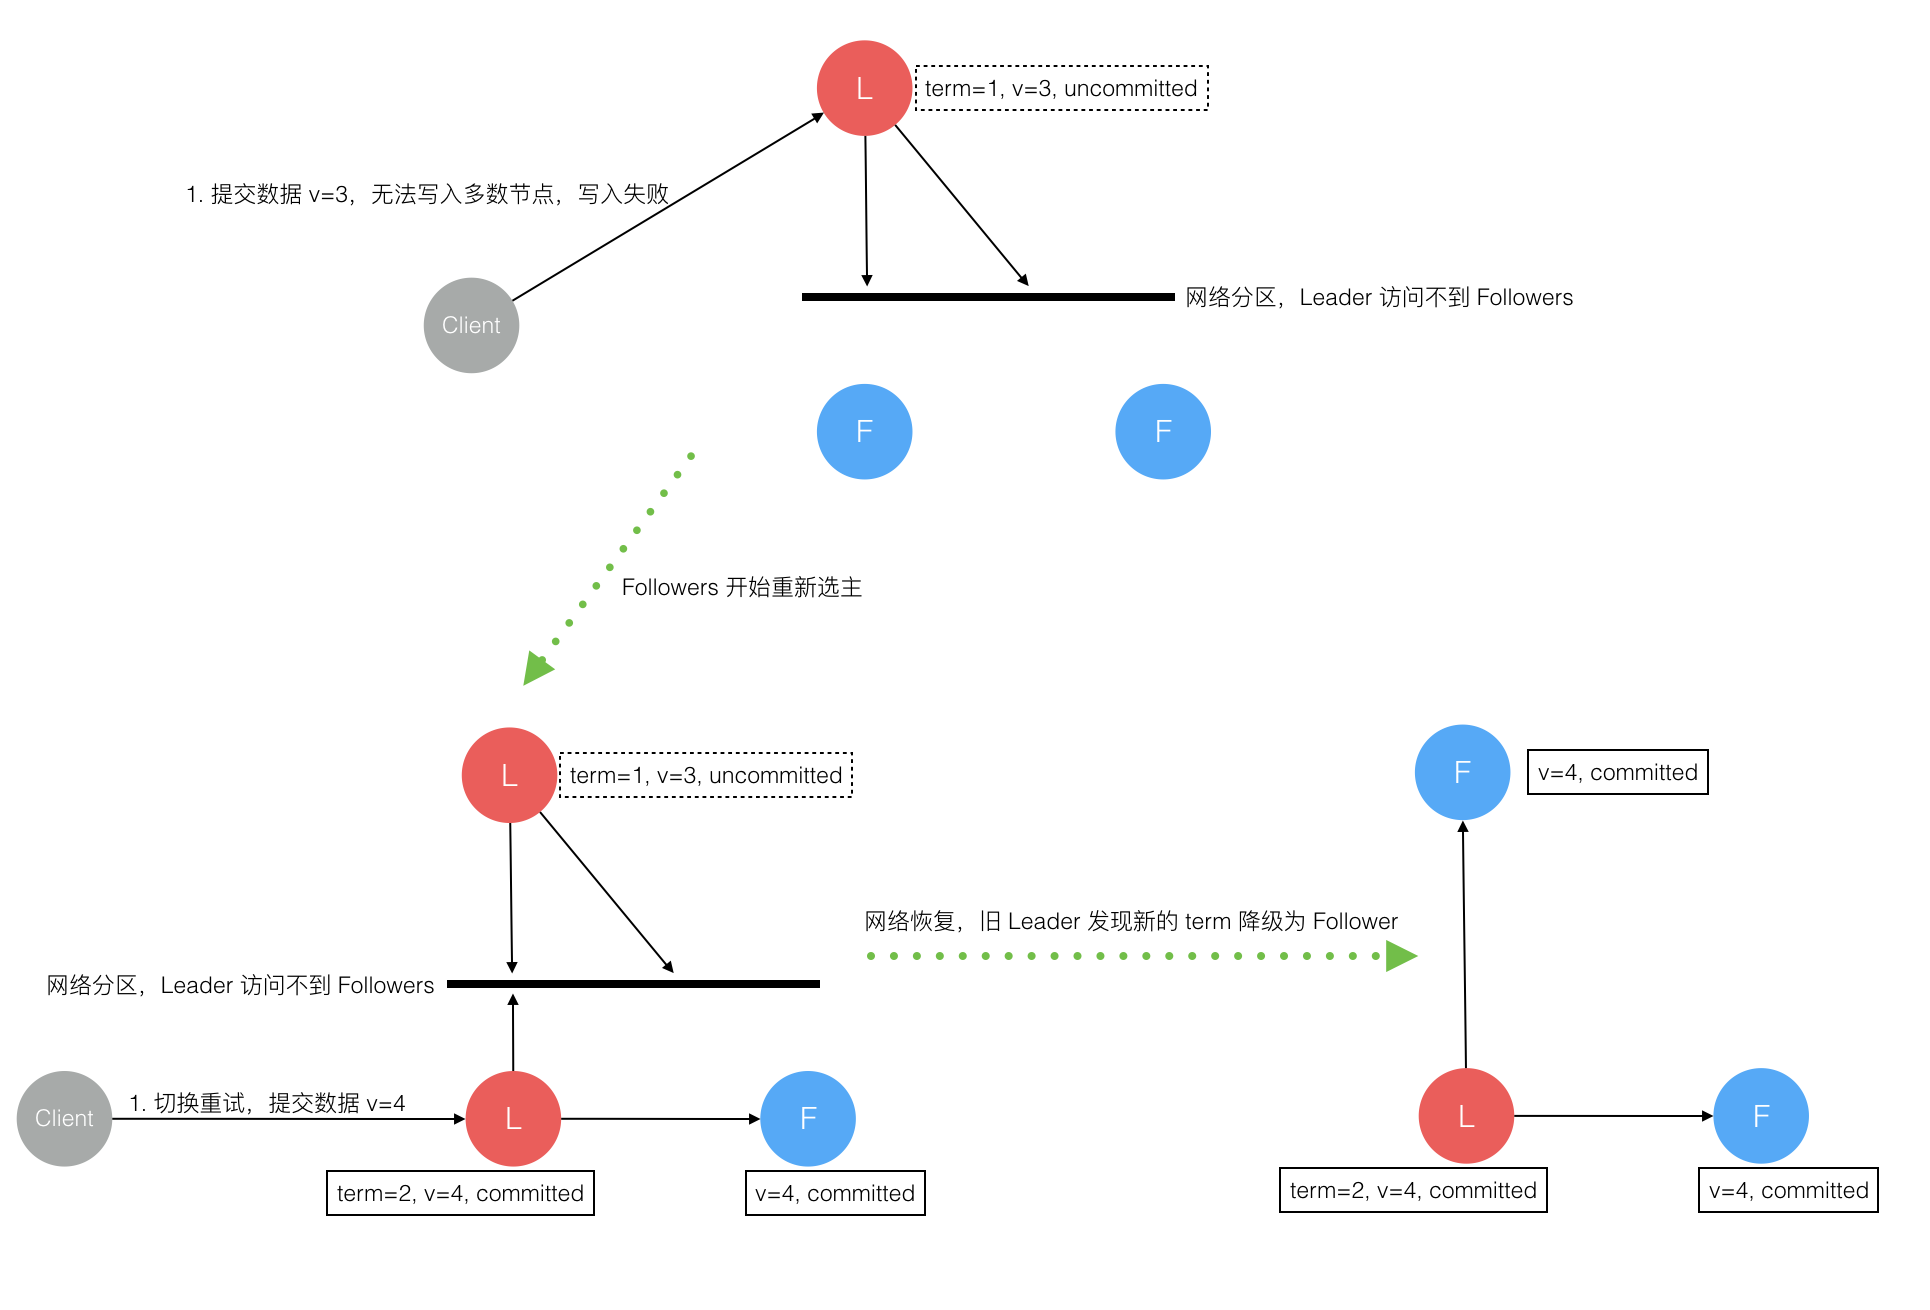 L
term=1, v=3, uncommitted
1. 提交数据 v=3，无法写入多数节点，写入失败
网络分区，Leader 访问不到 Followers
Client
F
F
Followers 开始重新选主
L
term=1, v=3, uncommitted
F
v=4, committed
网络恢复，旧 Leader 发现新的 term 降级为 Follower
网络分区，Leader 访问不到 Followers
Client
1. 切换重试，提交数据 v=4
L
F
L
F
term=2, v=4, committed
v=4, committed
term=2, v=4, committed
v=4, committed